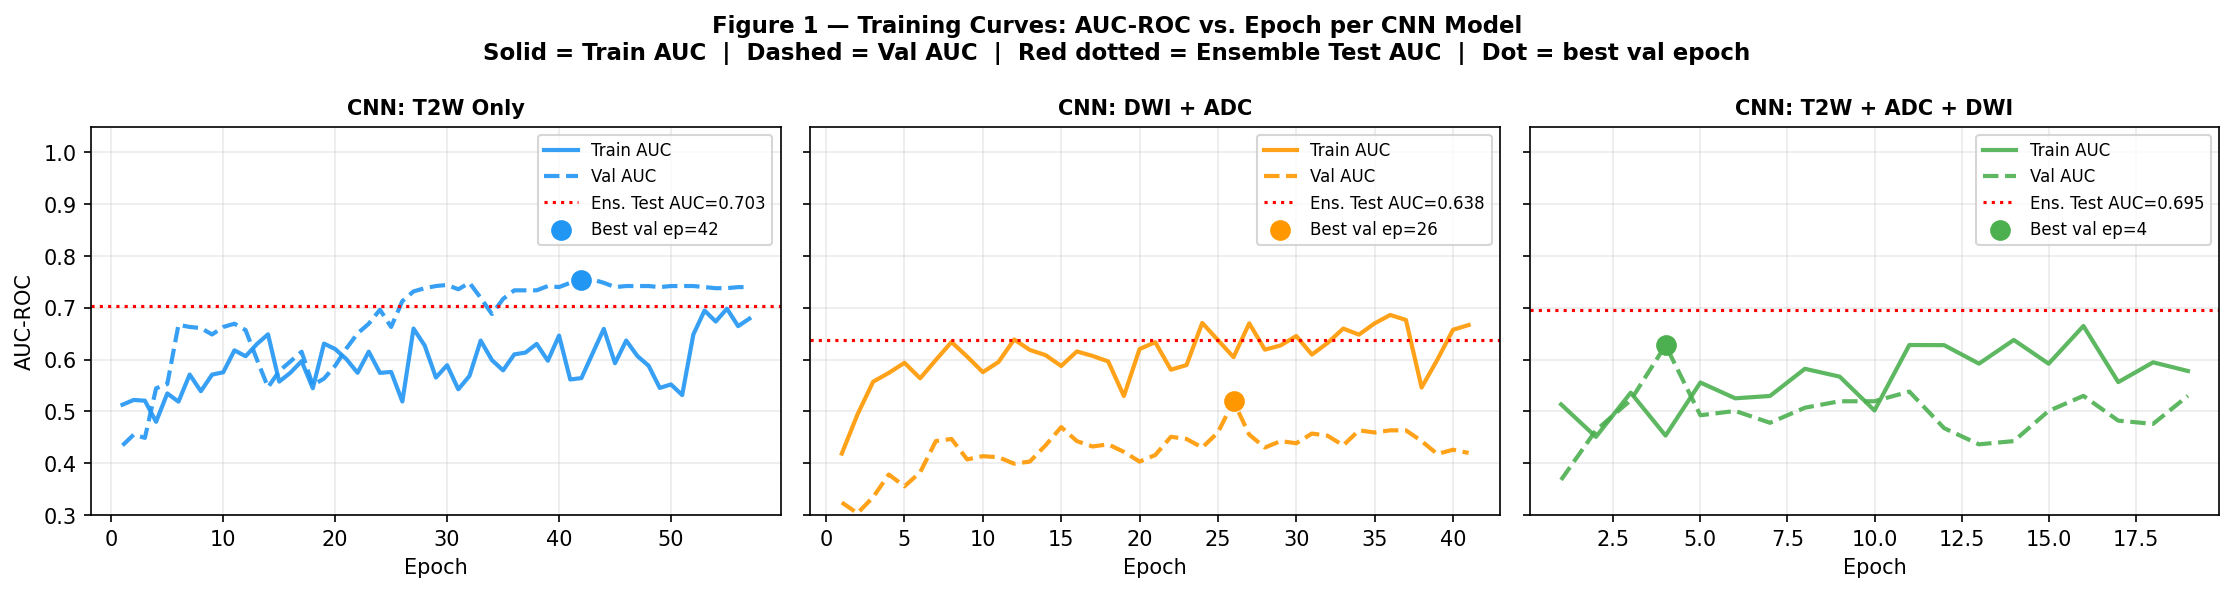 Figure 1 — Training Curves: AUC-ROC vs. Epoch per CNN Model
Solid = Train AUC | Dashed = Val AUC | Red dotted = Ensemble Test AUC | Dot = best val epoch
CNN: T2W Only
Train AUC
Val AUC
Ens. Test AUC=0.703
Best val ep=42
AUC-ROC
1.0
0.9
0.8
0.7
0.6
0.5
0.4
0.3
0 10 20 30 40 50
Epoch
CNN: DWI + ADC
Train AUC
Val AUC
Ens. Test AUC=0.638
Best val ep=26
0 5 10 15 20 25 30 35 40
Epoch
CNN: T2W + ADC + DWI
Train AUC
Val AUC
Ens. Test AUC=0.695
Best val ep=4
2.5 5.0 7.5 10.0 12.5 15.0 17.5
Epoch